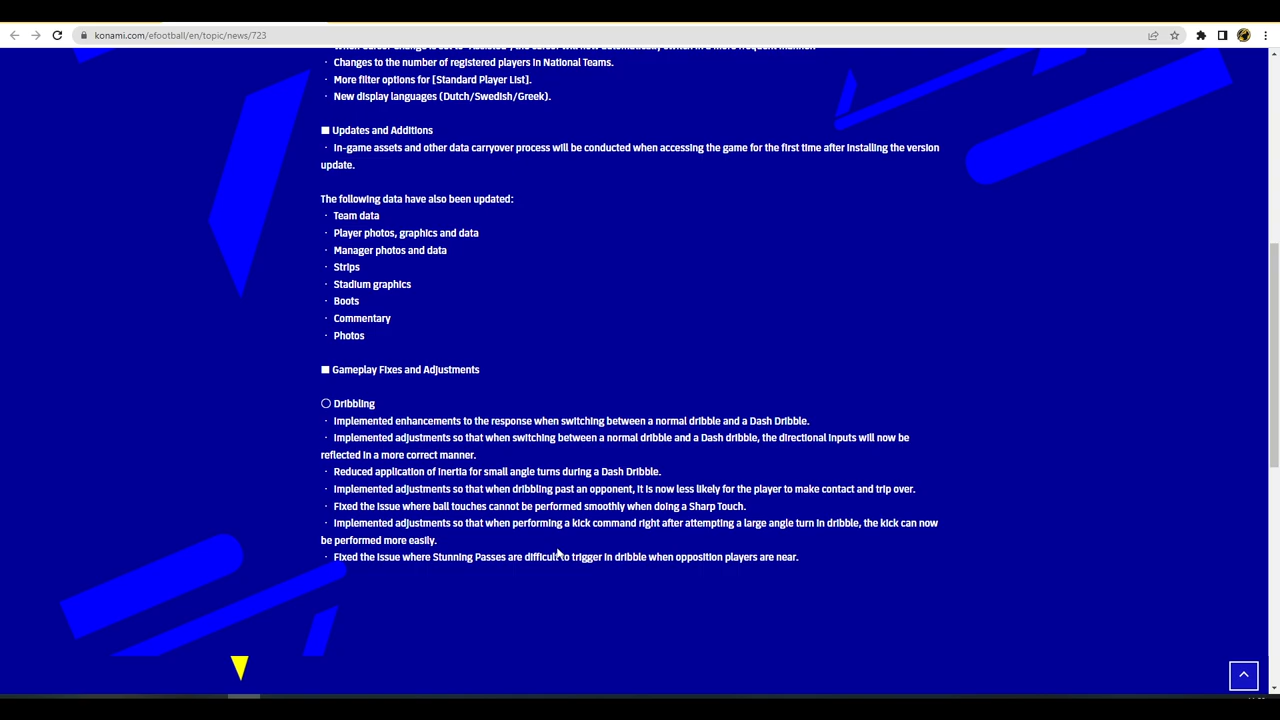 konami.com/efootball/en/topic/news/723
· Changes to the number of registered players in National Teams.
· More filter options for [Standard Player List].
· New display languages (Dutch/Swedish/Greek).
■ Updates and Additions
· In-game assets and other data carryover process will be conducted when accessing the game for the first time after installing the version
update.
The following data have also been updated:
· Team data
· Player photos, graphics and data
· Manager photos and data
· Strips
· Stadium graphics
· Boots
· Commentary
· Photos
■ Gameplay Fixes and Adjustments
○ Dribbling
· Implemented enhancements to the response when switching between a normal dribble and a Dash Dribble.
· Implemented adjustments so that when switching between a normal dribble and a Dash dribble, the directional inputs will now be
reflected in a more correct manner.
· Reduced application of inertia for small angle turns during a Dash Dribble.
· Implemented adjustments so that when dribbling past an opponent, it is now less likely for the player to make contact and trip over.
· Fixed the issue where ball touches cannot be performed smoothly when doing a Sharp Touch.
· Implemented adjustments so that when performing a kick command right after attempting a large angle turn in dribble, the kick can now
be performed more easily.
· Fixed the issue where Stunning Passes are difficult to trigger in dribble when opposition players are near.